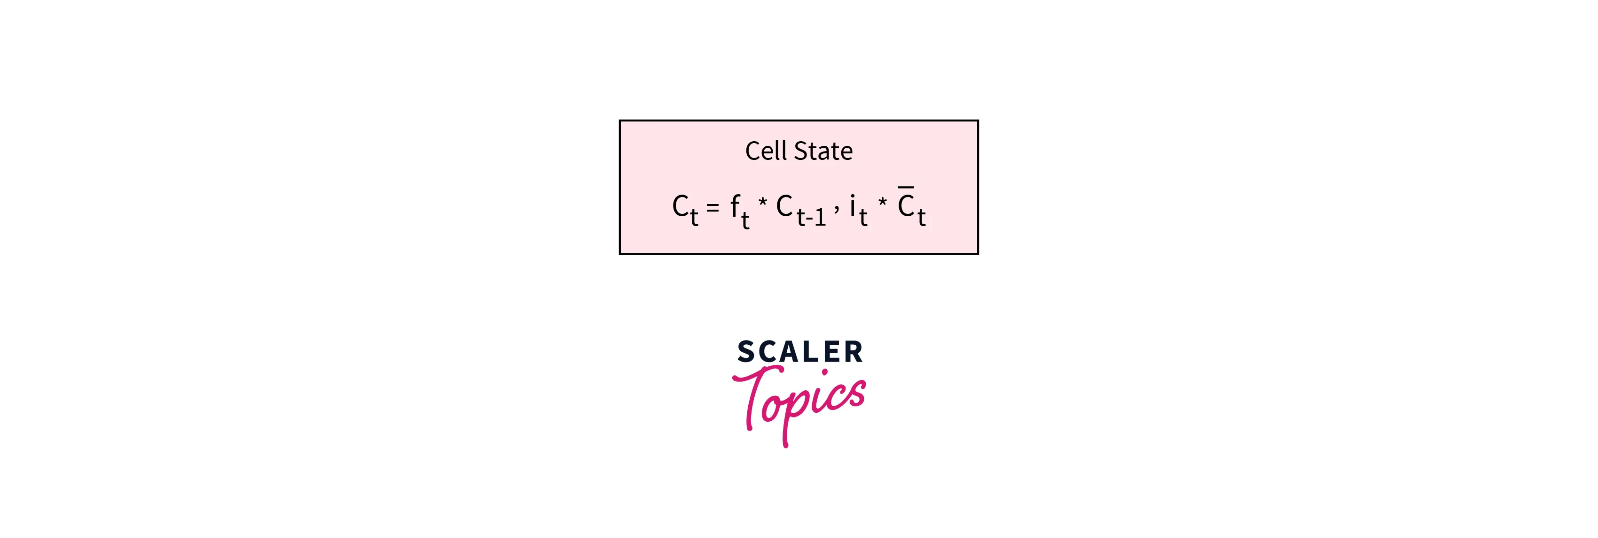 Cell State
Cₜ = fₜ * Cₜ₋₁ , iₜ * C̅ₜ
SCALER
Topics